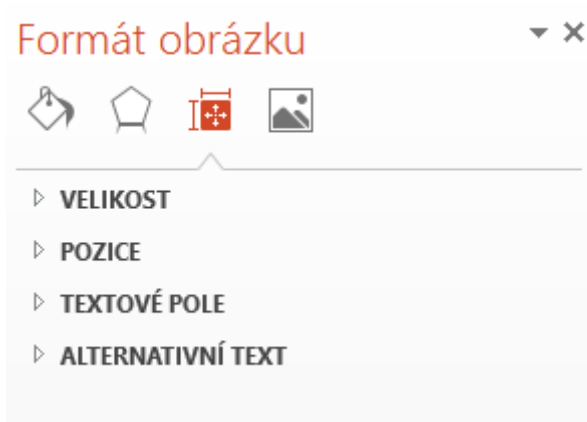 Formát obrázku
VELIKOST
POZICE
TEXTOVÉ POLE
ALTERNATIVNÍ TEXT